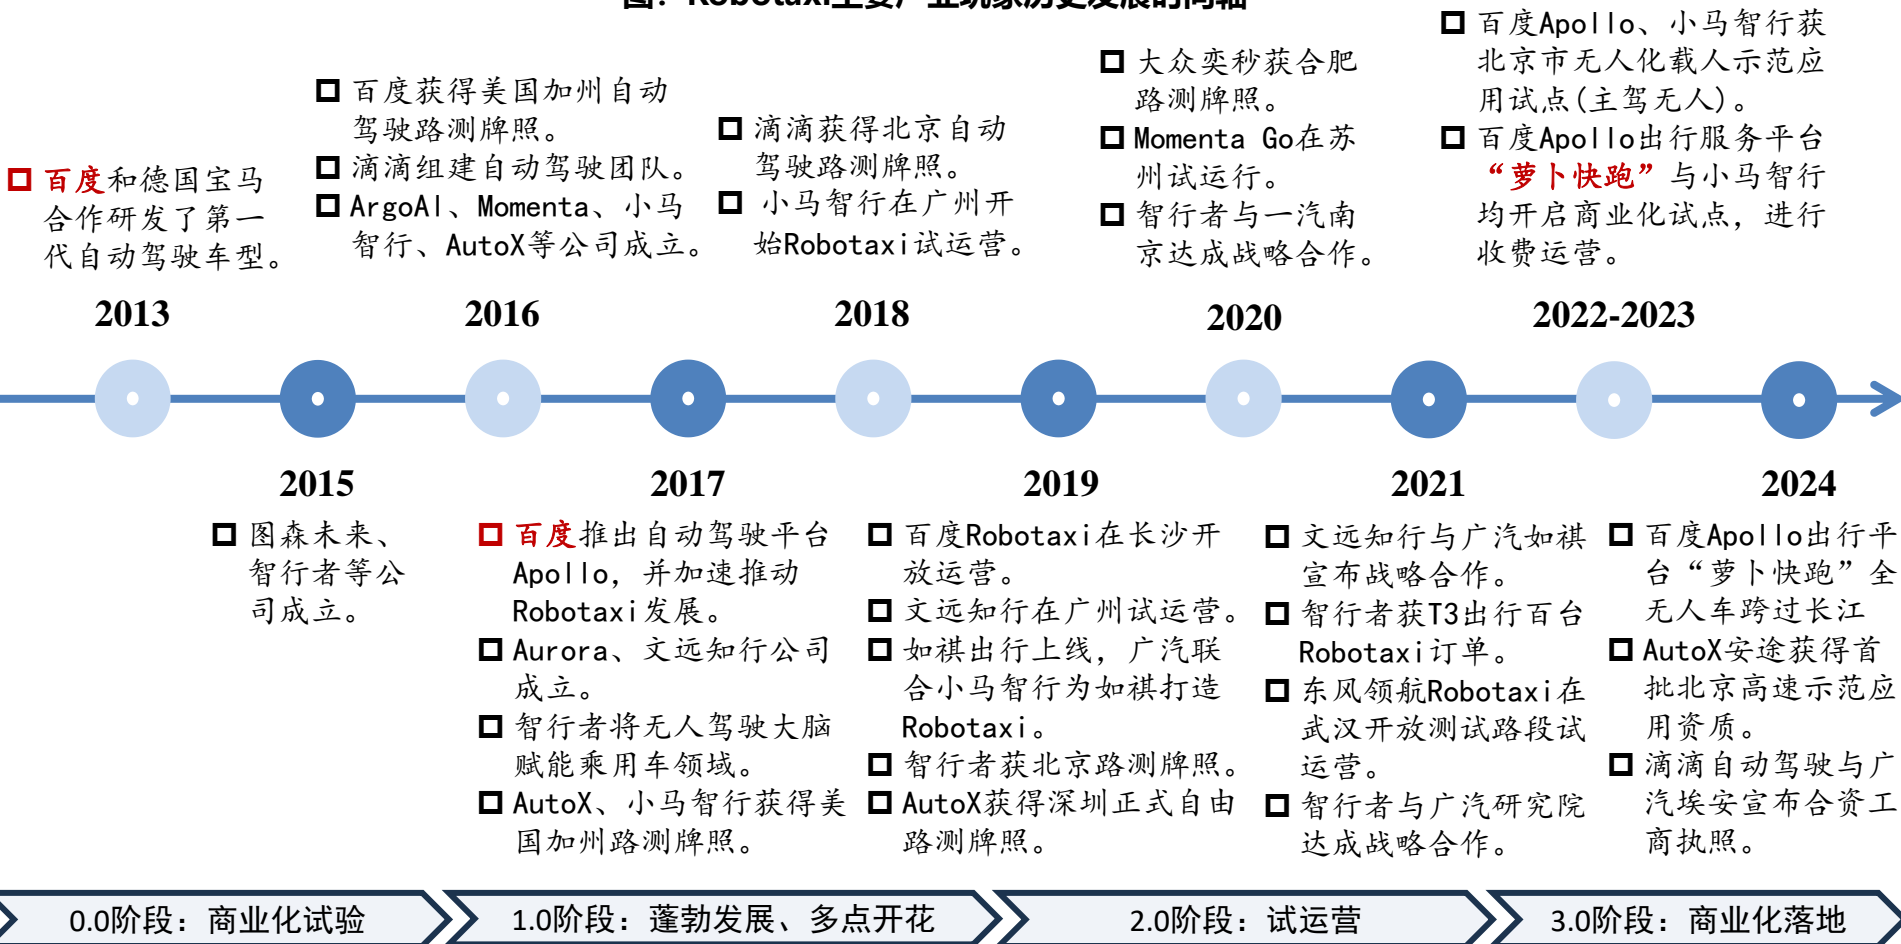 图：Robotaxi主要产业玩家历史发展时间轴
百度和德国宝马
合作研发了第一
代自动驾驶车型。
2013
百度获得美国加州自动
驾驶路测牌照。
滴滴组建自动驾驶团队。
ArgoAI、Momenta、小马
智行、AutoX等公司成立。
2016
滴滴获得北京自动
驾驶路测牌照。
小马智行在广州开
始Robotaxi试运营。
2018
大众奕秒获合肥
路测牌照。
Momenta Go在苏
州试运行。
智行者与一汽南
京达成战略合作。
2020
百度Apollo、小马智行获
北京市无人化载人示范应
用试点(主驾无人)。
百度Apollo出行服务平台
“萝卜快跑”与小马智行
均开启商业化试点，进行
收费运营。
2022-2023
2015
图森未来、
智行者等公
司成立。
2017
百度推出自动驾驶平台
Apollo，并加速推动
Robotaxi发展。
Aurora、文远知行公司
成立。
智行者将无人驾驶大脑
赋能乘用车领域。
AutoX、小马智行获得美
国加州路测牌照。
2019
百度Robotaxi在长沙开
放运营。
文远知行在广州试运营。
如祺出行上线，广汽联
合小马智行为如祺打造
Robotaxi。
智行者获北京路测牌照。
AutoX获得深圳正式自由
路测牌照。
2021
文远知行与广汽如祺
宣布战略合作。
智行者获T3出行百台
Robotaxi订单。
东风领航Robotaxi在
武汉开放测试路段试
运营。
智行者与广汽研究院
达成战略合作。
2024
百度Apollo出行平
台“萝卜快跑”全
无人车跨过长江
AutoX安途获得首
批北京高速示范应
用资质。
滴滴自动驾驶与广
汽埃安宣布合资工
商执照。
0.0阶段：商业化试验
1.0阶段：蓬勃发展、多点开花
2.0阶段：试运营
3.0阶段：商业化落地